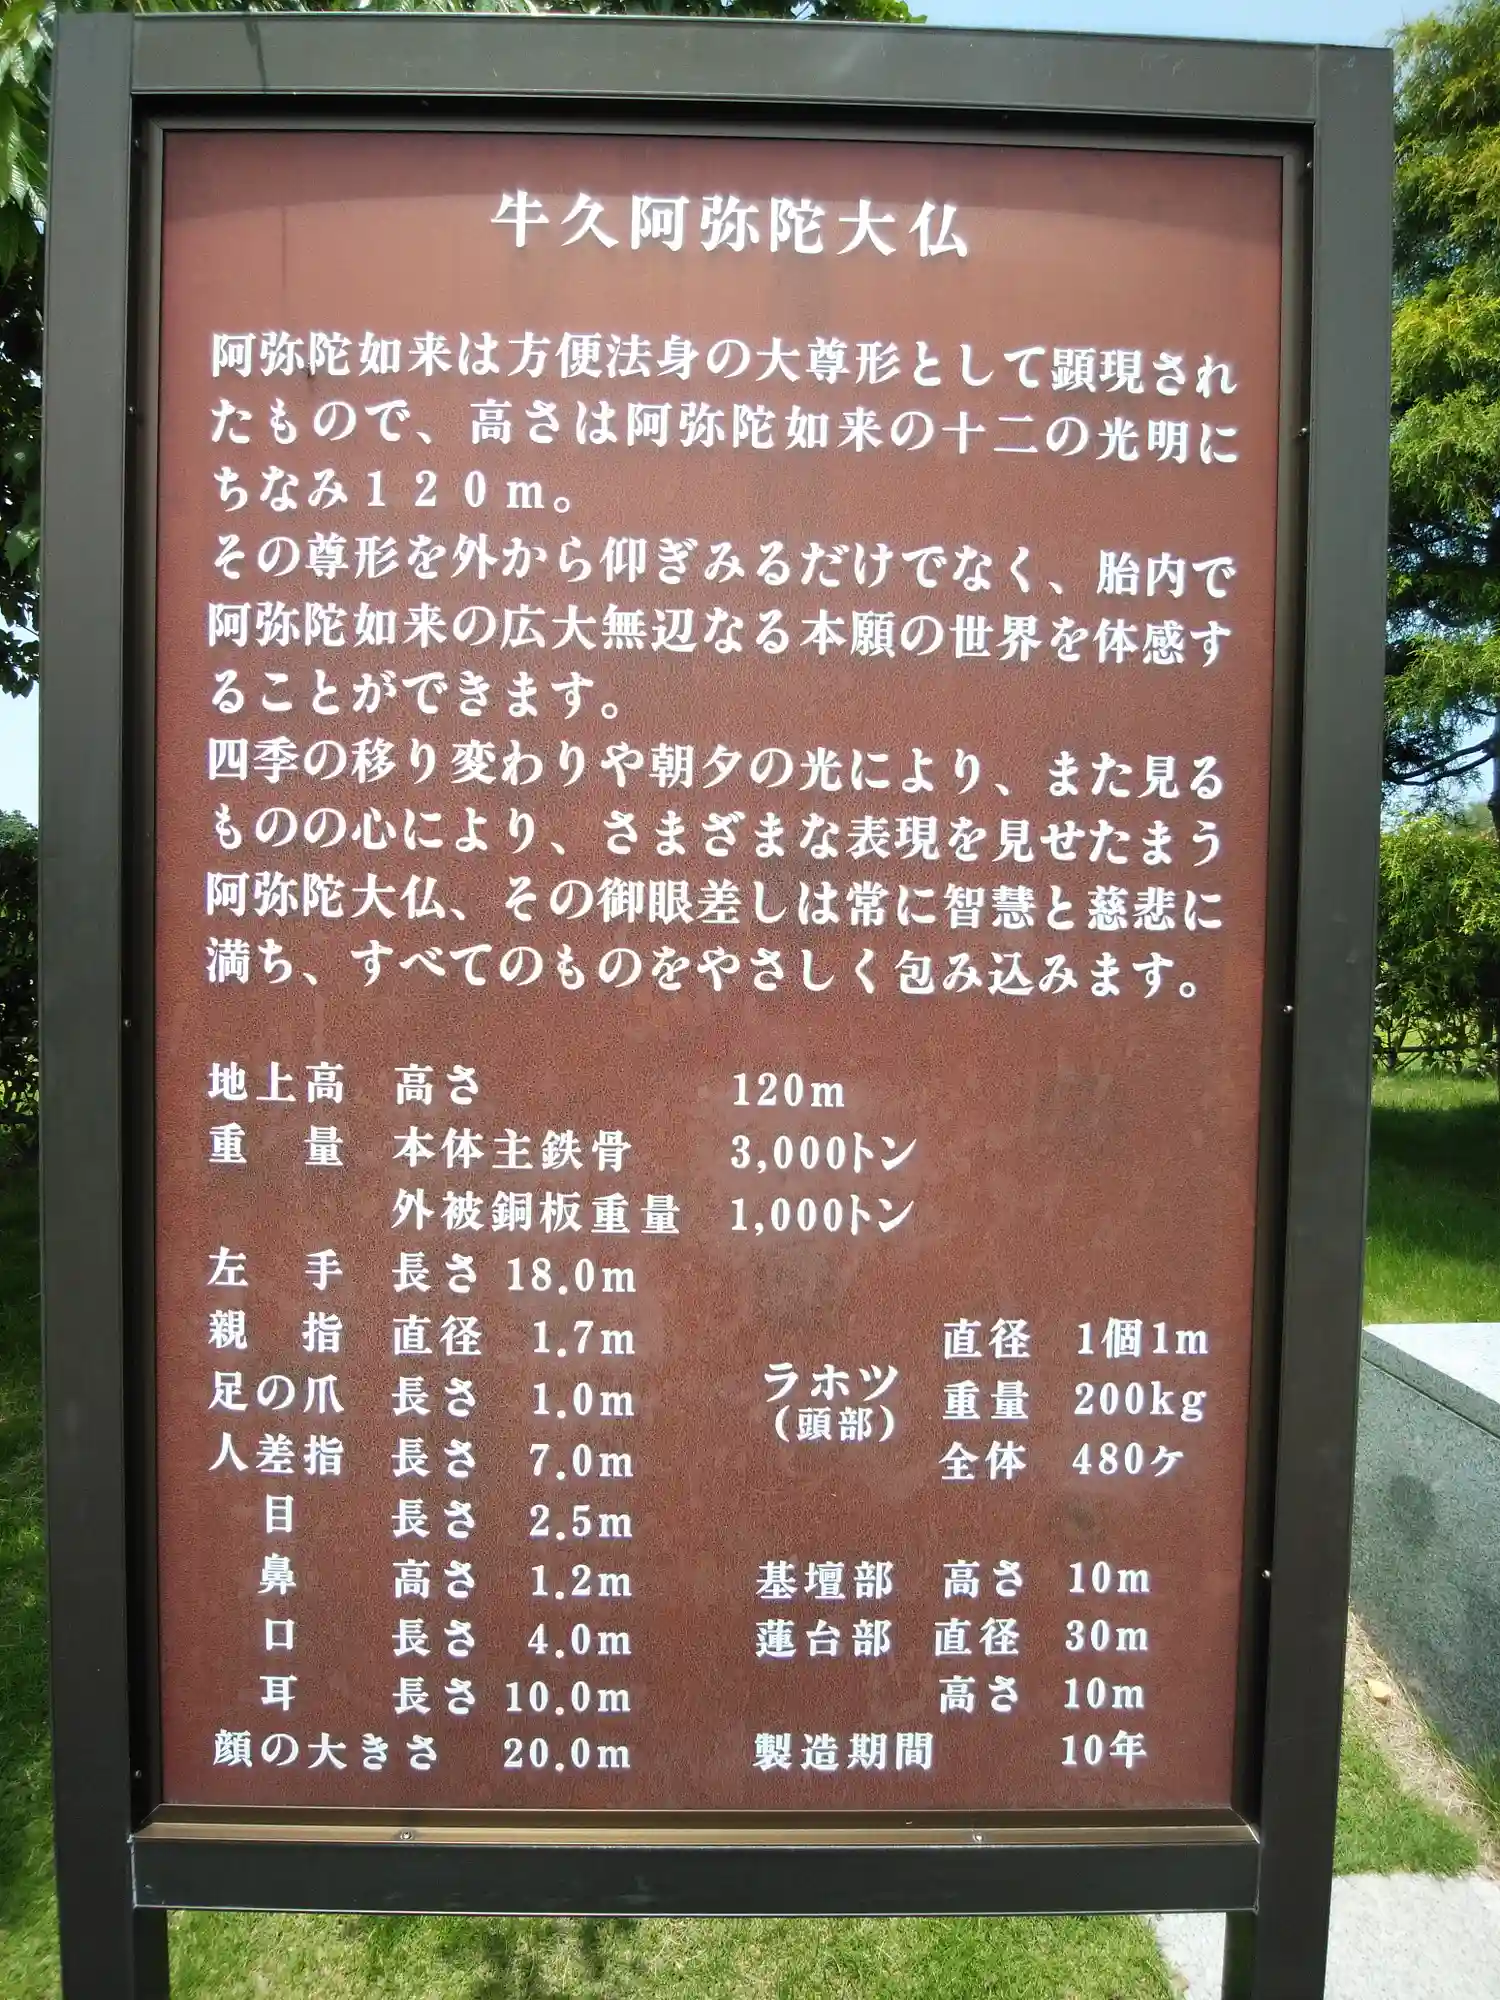 牛久阿弥陀大仏
阿弥陀如来は方便法身の大尊形として顕現され
たもので、高さは阿弥陀如来の十二の光明に
ちなみ120m。
その尊形を外から仰ぎみるだけでなく、胎内で
阿弥陀如来の広大無辺なる本願の世界を体感す
ることができます。
四季の移り変わりや朝夕の光により、また見る
ものの心により、さまざまな表現を見せたまう
阿弥陀大仏、その御眼差しは常に智慧と慈悲に
満ち、すべてのものをやさしく包み込みます。
地上高 高さ 120m
重量 本体主鉄骨 3,000トン
外被銅板重量 1,000トン
左手 長さ 18.0m
親指 直径 1.7m
足の爪 長さ 1.0m
人差指 長さ 7.0m
目 長さ 2.5m
鼻 高さ 1.2m
口 長さ 4.0m
耳 長さ 10.0m
顔の大きさ 20.0m
ラホツ
(頭部)
直径 1個1m
重量 200kg
全体 480ケ
基壇部 高さ 10m
蓮台部 直径 30m
高さ 10m
製造期間 10年